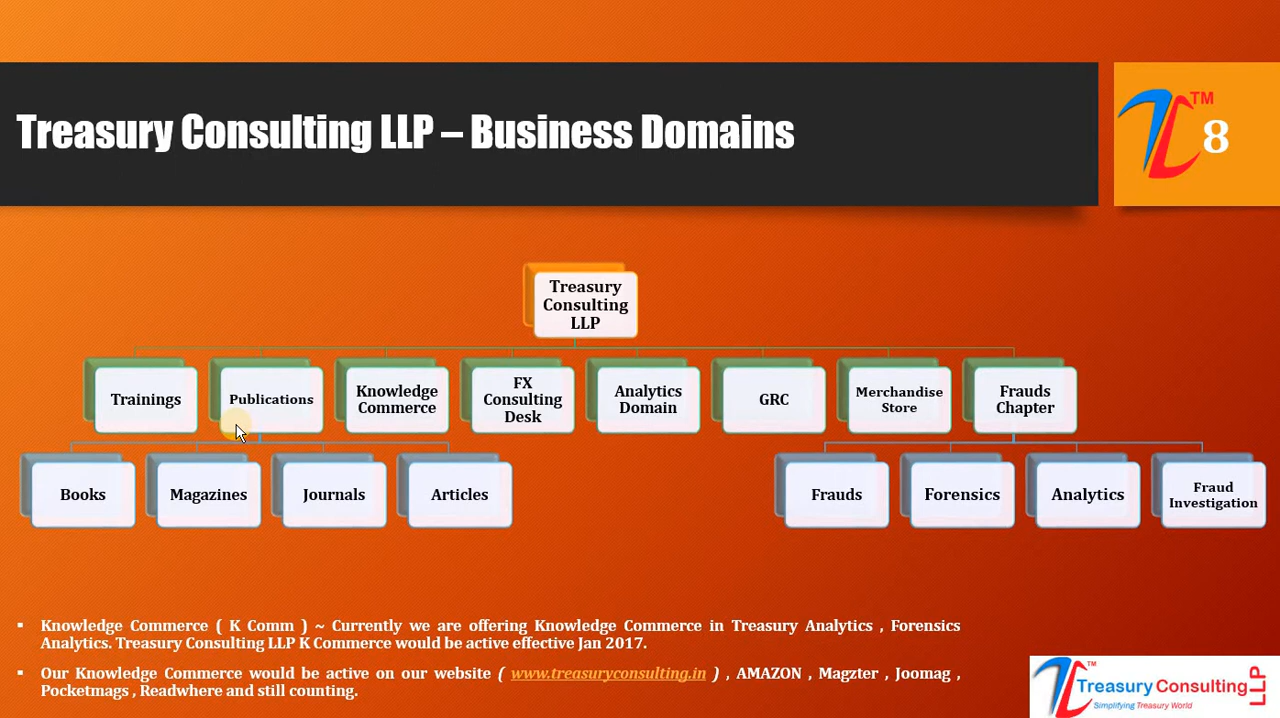 Treasury Consulting LLP – Business Domains
TM
8
Treasury
Consulting
LLP
Trainings
Publications
Knowledge
Commerce
FX
Consulting
Desk
Analytics
Domain
GRC
Merchandise
Store
Frauds
Chapter
Books
Magazines
Journals
Articles
Frauds
Forensics
Analytics
Fraud
Investigation
▪ Knowledge Commerce ( K Comm ) ~ Currently we are offering Knowledge Commerce in Treasury Analytics , Forensics
Analytics. Treasury Consulting LLP K Commerce would be active effective Jan 2017.
▪ Our Knowledge Commerce would be active on our website ( www.treasuryconsulting.in ) , AMAZON , Magzter , Joomag ,
Pocketmags , Readwhere and still counting.
TM
Treasury Consulting LLP
Simplifying Treasury World